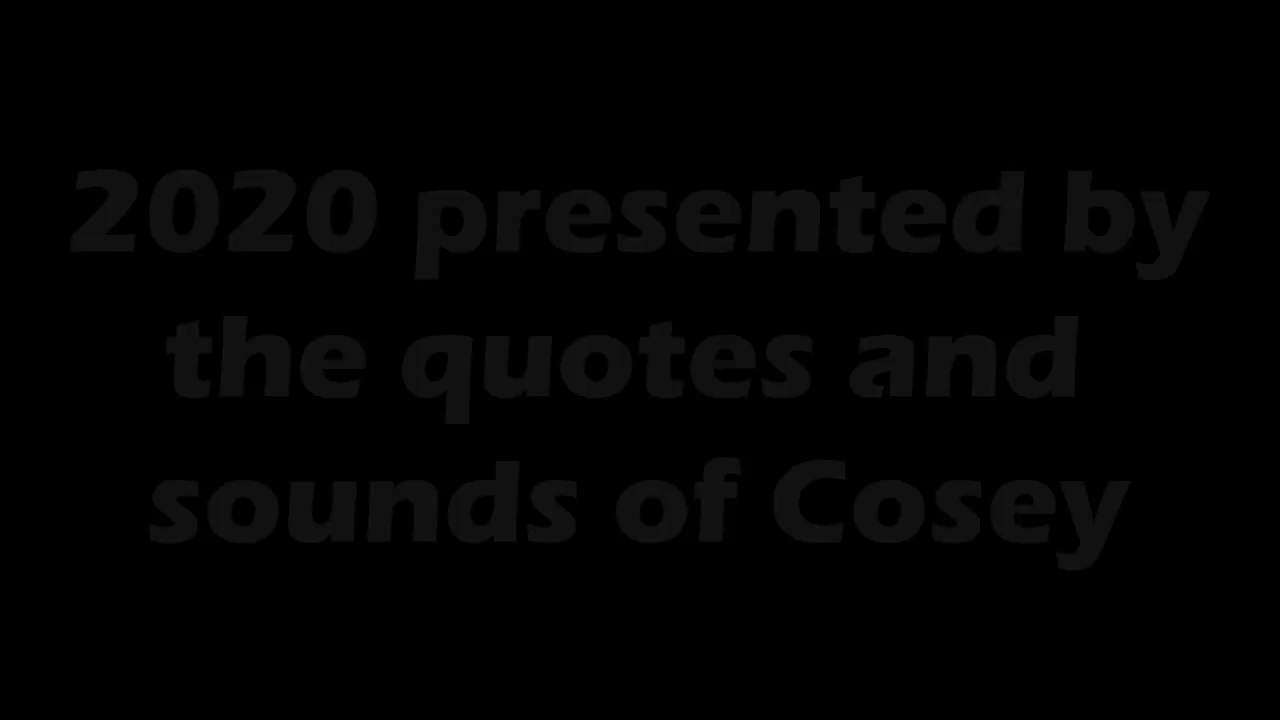 2020 presented by
the quotes and
sounds of Cosey